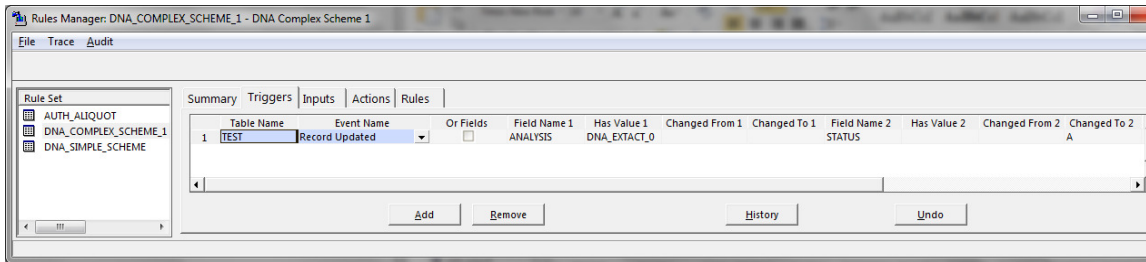 Rules Manager: DNA_COMPLEX_SCHEME_1 - DNA Complex Scheme 1
File Trace Audit
Rule Set
AUTH_ALIQUOT
DNA_COMPLEX_SCHEME_1
DNA_SIMPLE_SCHEME
Summary Triggers Inputs Actions Rules
Table Name Event Name Or Fields Field Name 1 Has Value 1 Changed From 1 Changed To 1 Field Name 2 Has Value 2 Changed From 2 Changed To 2
1 TEST Record Updated ANALYSIS DNA_EXTACT_0 STATUS A
Add Remove History Undo